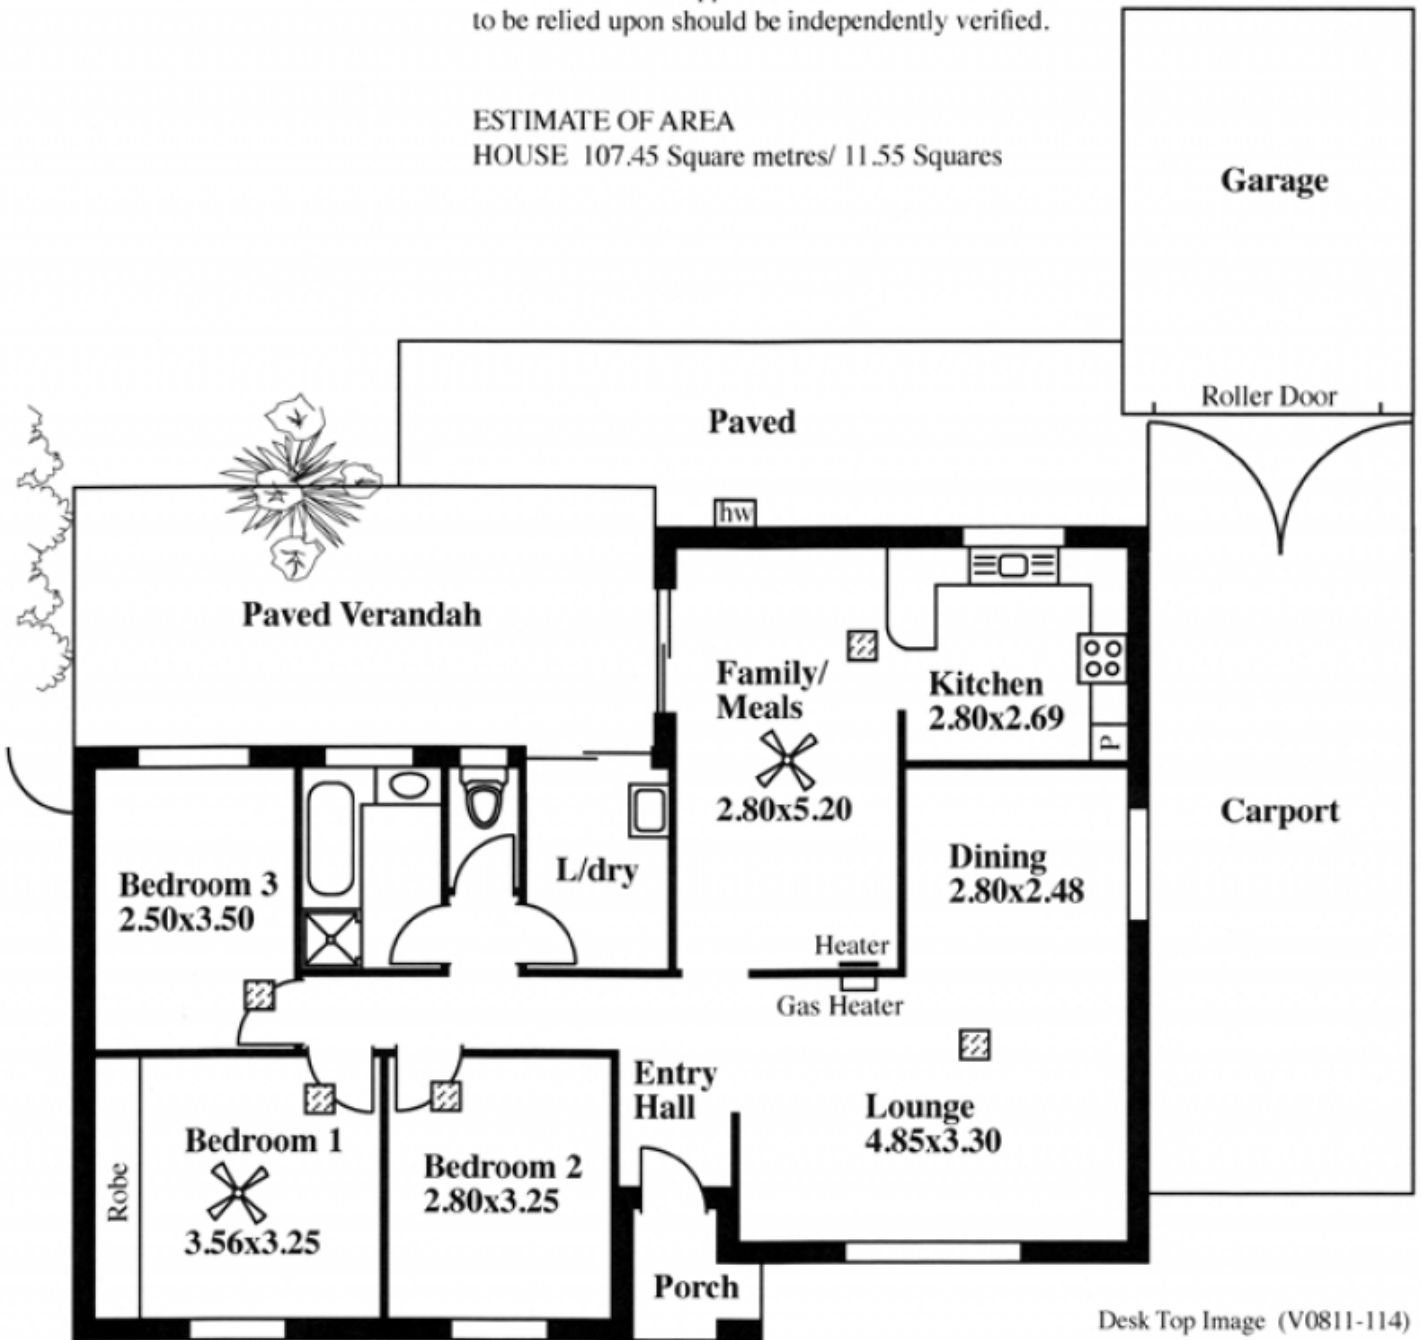 to be relied upon should be independently verified.
ESTIMATE OF AREA
HOUSE 107.45 Square metres/ 11.55 Squares
Garage
Roller Door
Paved
hw
Paved Verandah
Family/
Meals
2.80x5.20
Kitchen
2.80x2.69
P
Carport
Dining
2.80x2.48
L/dry
Bedroom 3
2.50x3.50
Heater
Gas Heater
Entry
Hall
Lounge
4.85x3.30
Robe
Bedroom 1
3.56x3.25
Bedroom 2
2.80x3.25
Porch
Desk Top Image (V0811-114)